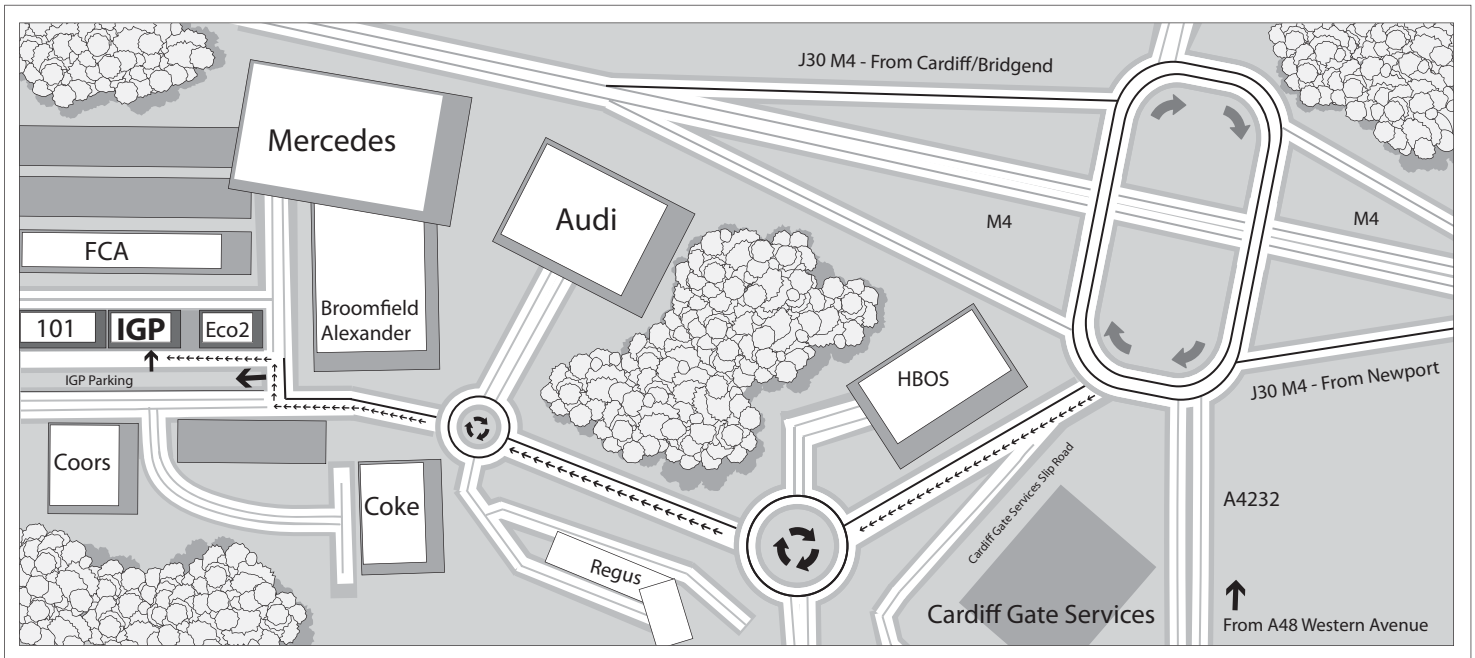 J30 M4 - From Cardiff/Bridgend
Mercedes
Audi
M4
M4
FCA
Broomfield
Alexander
101
IGP
Eco2
IGP Parking
HBOS
J30 M4 - From Newport
Coors
Coke
Cardiff Gate Services Slip Road
A4232
Regus
Cardiff Gate Services
From A48 Western Avenue